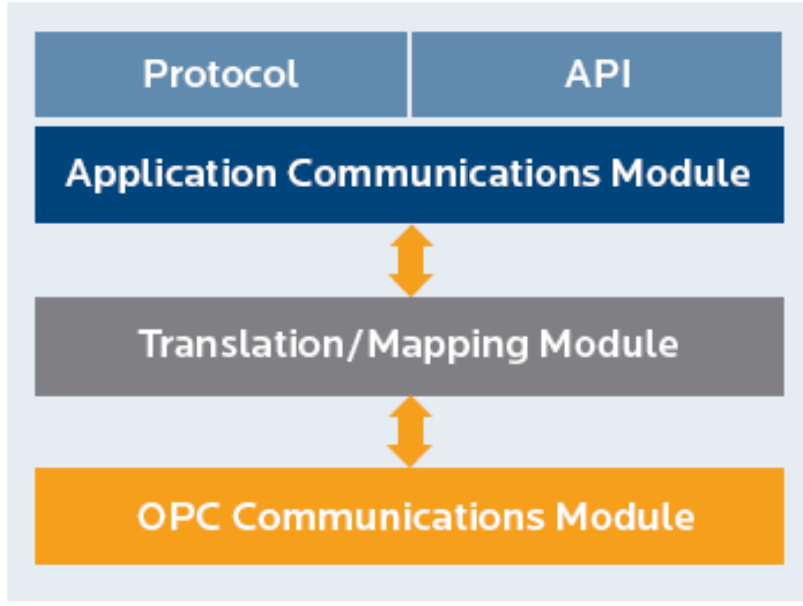 Protocol
API
Application Communications Module
Translation/Mapping Module
OPC Communications Module